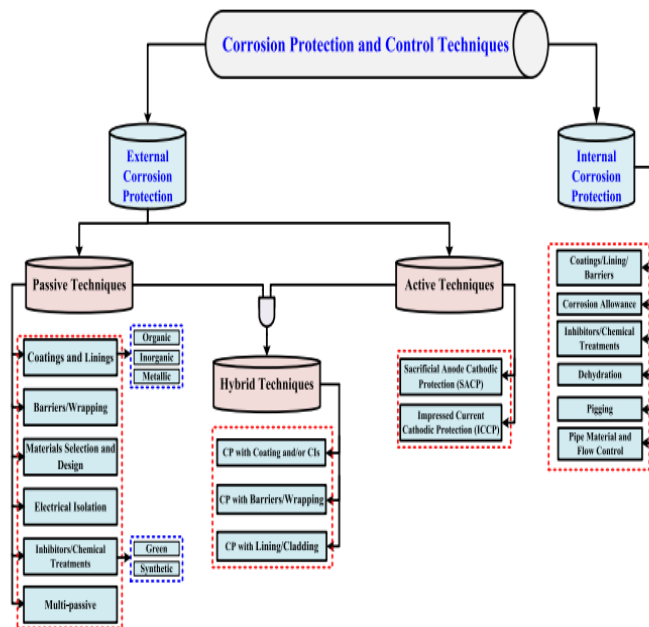 Corrosion Protection and Control Techniques
External
Corrosion
Protection
Internal
Corrosion
Protection
Passive Techniques
Active Techniques
Hybrid Techniques
Coatings and Linings
Organic
Inorganic
Metallic
Barriers/Wrapping
Materials Selection and
Design
Electrical Isolation
Inhibitors/Chemical
Treatments
Green
Synthetic
Multi-passive
CP with Coating and/or CIs
CP with Barriers/Wrapping
CP with Lining/Cladding
Sacrificial Anode Cathodic
Protection (SACP)
Impressed Current
Cathodic Protection (ICCP)
Coatings/Lining/
Barriers
Corrosion Allowance
Inhibitors/Chemical
Treatments
Dehydration
Pigging
Pipe Material and
Flow Control